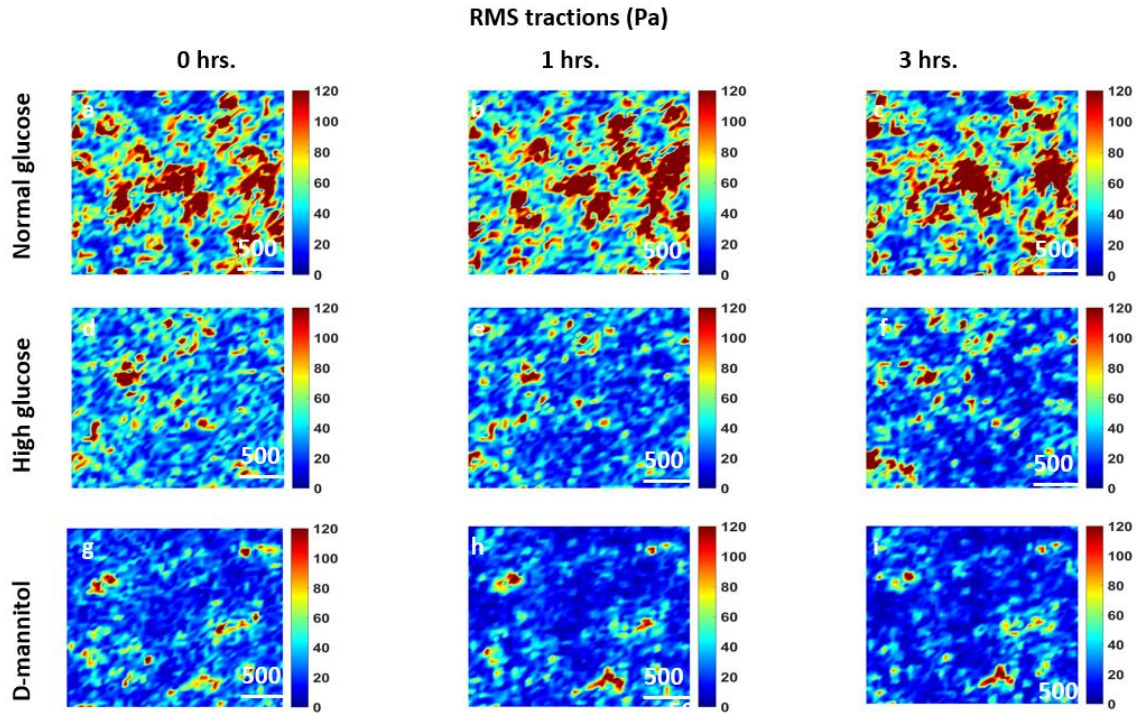 RMS tractions (Pa)
0 hrs. 1 hrs. 3 hr.
Normal glucose
a 500 120 100 80 60 40 20 0
b 500 120 100 80 60 40 20 0
c 500 120 100 80 60 40 20 0
High glucose
d 500 120 100 80 60 40 20 0
e 500 120 100 80 60 40 20 0
f 500 120 100 80 60 40 20 0
D-mannitol
g 500 120 100 80 60 40 20 0
h 500 120 100 80 60 40 20 0
i 500 120 100 80 60 40 20 0